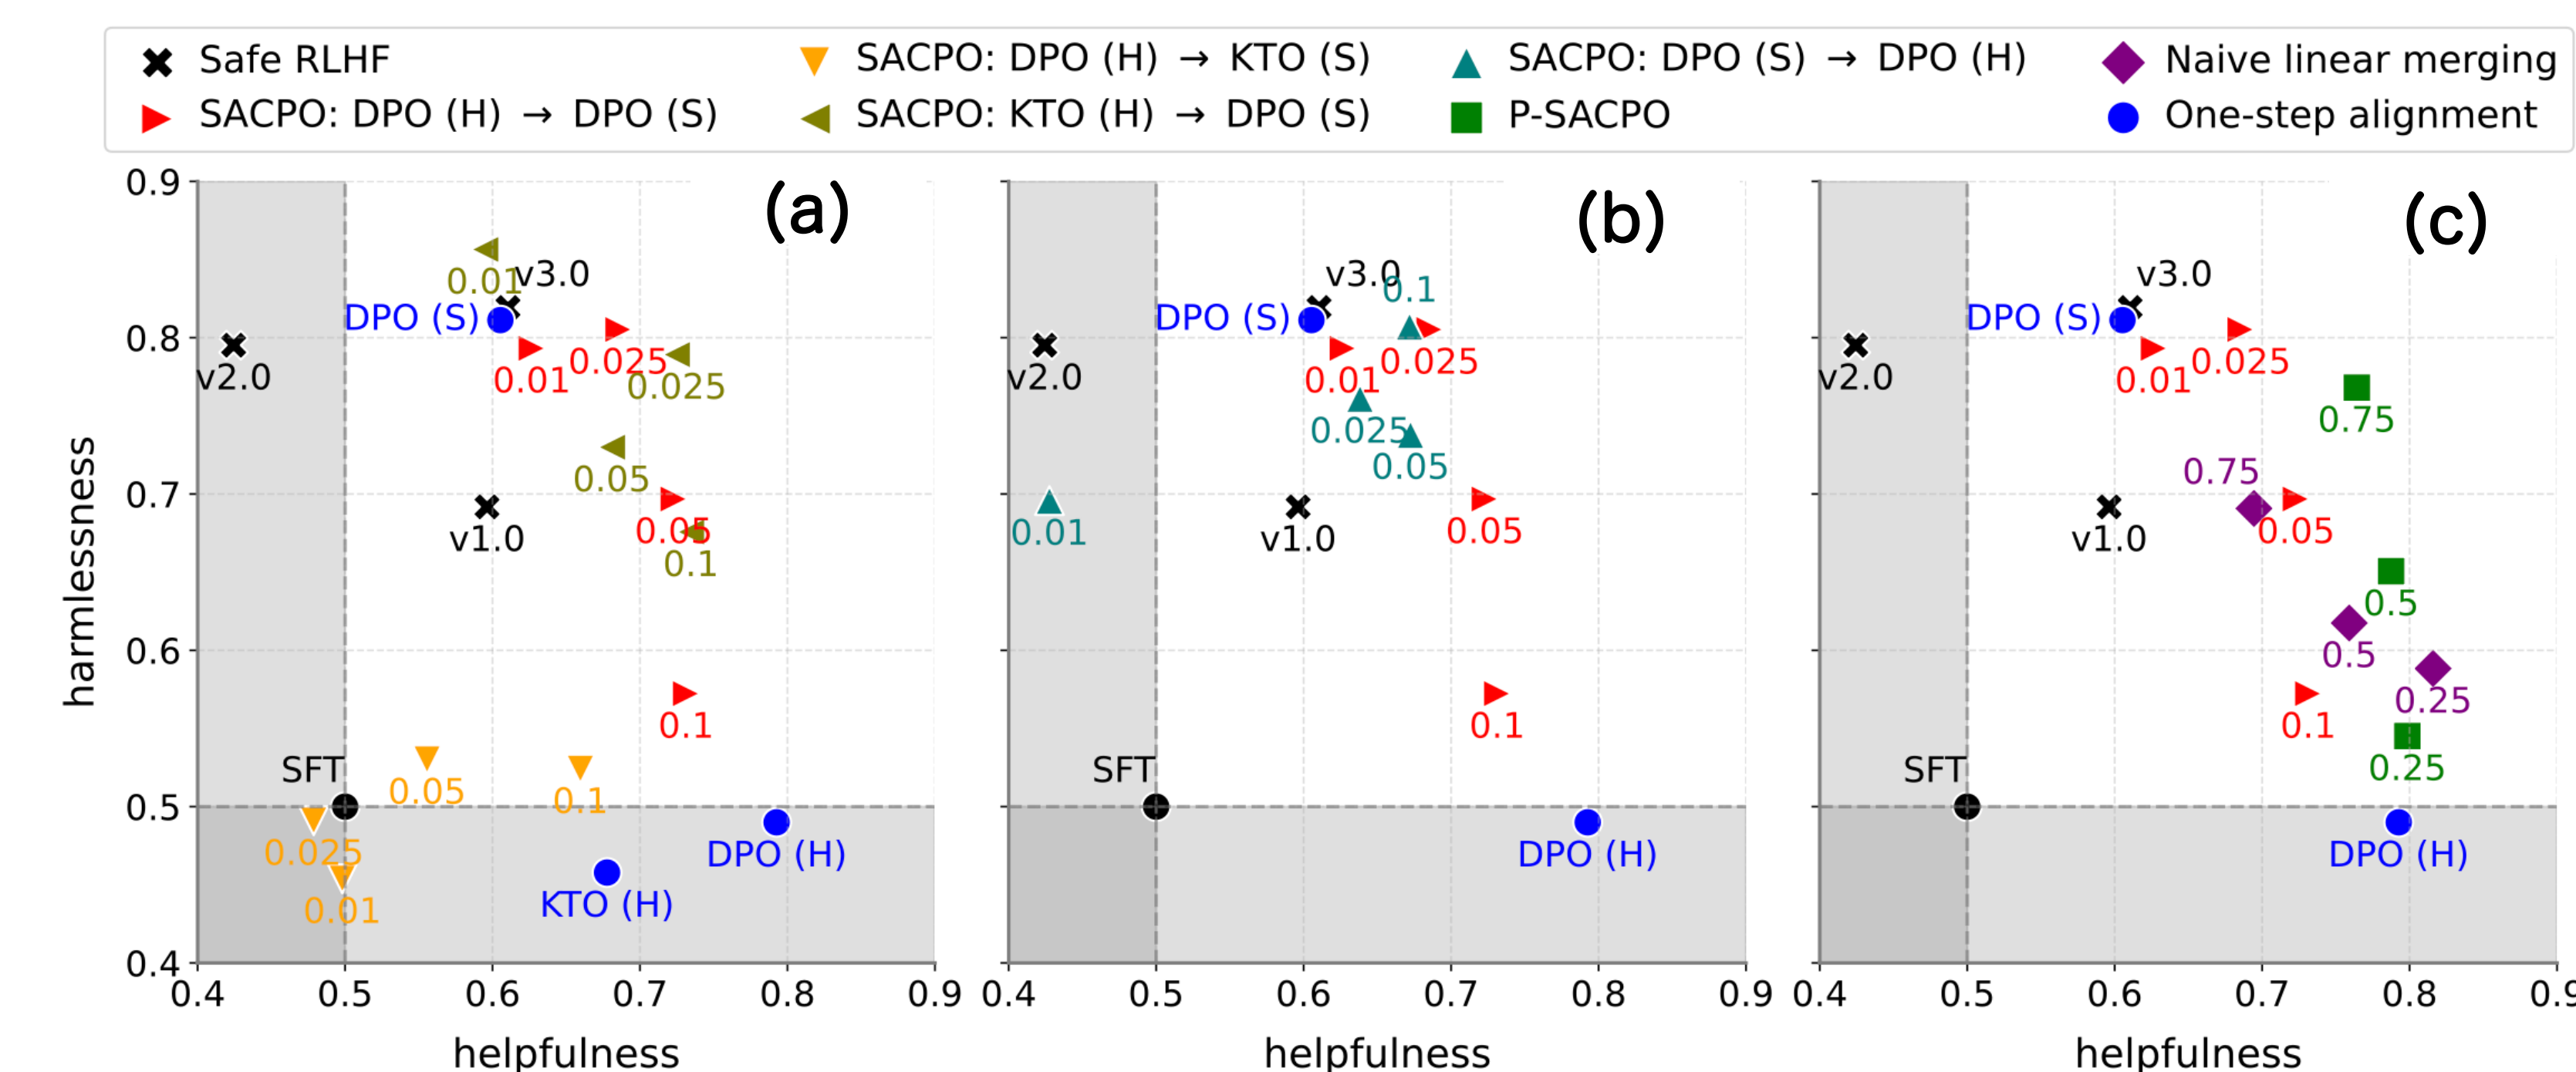 Safe RLHF
SACPO: DPO (H) → DPO (S)
SACPO: DPO (H) → KTO (S)
SACPO: KTO (H) → DPO (S)
SACPO: DPO (S) → DPO (H)
P-SACPO
Naive linear merging
One-step alignment
harmlessness
0.9
0.8
0.7
0.6
0.5
0.4
(a)
0.01
v3.0
DPO (S)
v2.0
0.01
0.025
0.025
0.05
v1.0
0.05
0.1
0.1
SFT
0.05
0.1
0.025
0.01
DPO (H)
KTO (H)
0.4
0.5
0.6
0.7
0.8
0.9
helpfulness
(b)
v3.0
0.1
DPO (S)
v2.0
0.01
0.025
0.025
0.05
0.01
v1.0
0.05
0.1
SFT
DPO (H)
0.4
0.5
0.6
0.7
0.8
0.9
helpfulness
(c)
v3.0
DPO (S)
v2.0
0.01
0.025
0.75
0.75
v1.0
0.05
0.5
0.5
0.25
0.1
0.25
SFT
DPO (H)
0.4
0.5
0.6
0.7
0.8
0.9
helpfulness